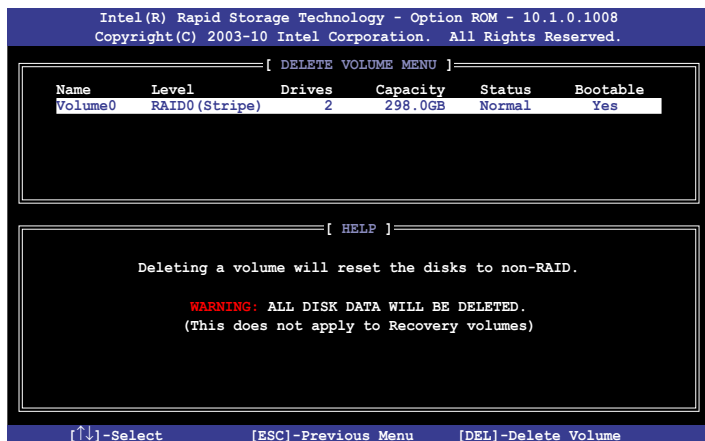 Intel(R) Rapid Storage Technology - Option ROM - 10.1.0.1008
Copyright(C) 2003-10 Intel Corporation. All Rights Reserved.
[ DELETE VOLUME MENU ]
Name Level Drives Capacity Status Bootable
Volume0 RAID0(Stripe) 2 298.0GB Normal Yes
[ HELP ]
Deleting a volume will reset the disks to non-RAID.
WARNING: ALL DISK DATA WILL BE DELETED.
(This does not apply to Recovery volumes)
[↑↓]-Select [ESC]-Previous Menu [DEL]-Delete Volume